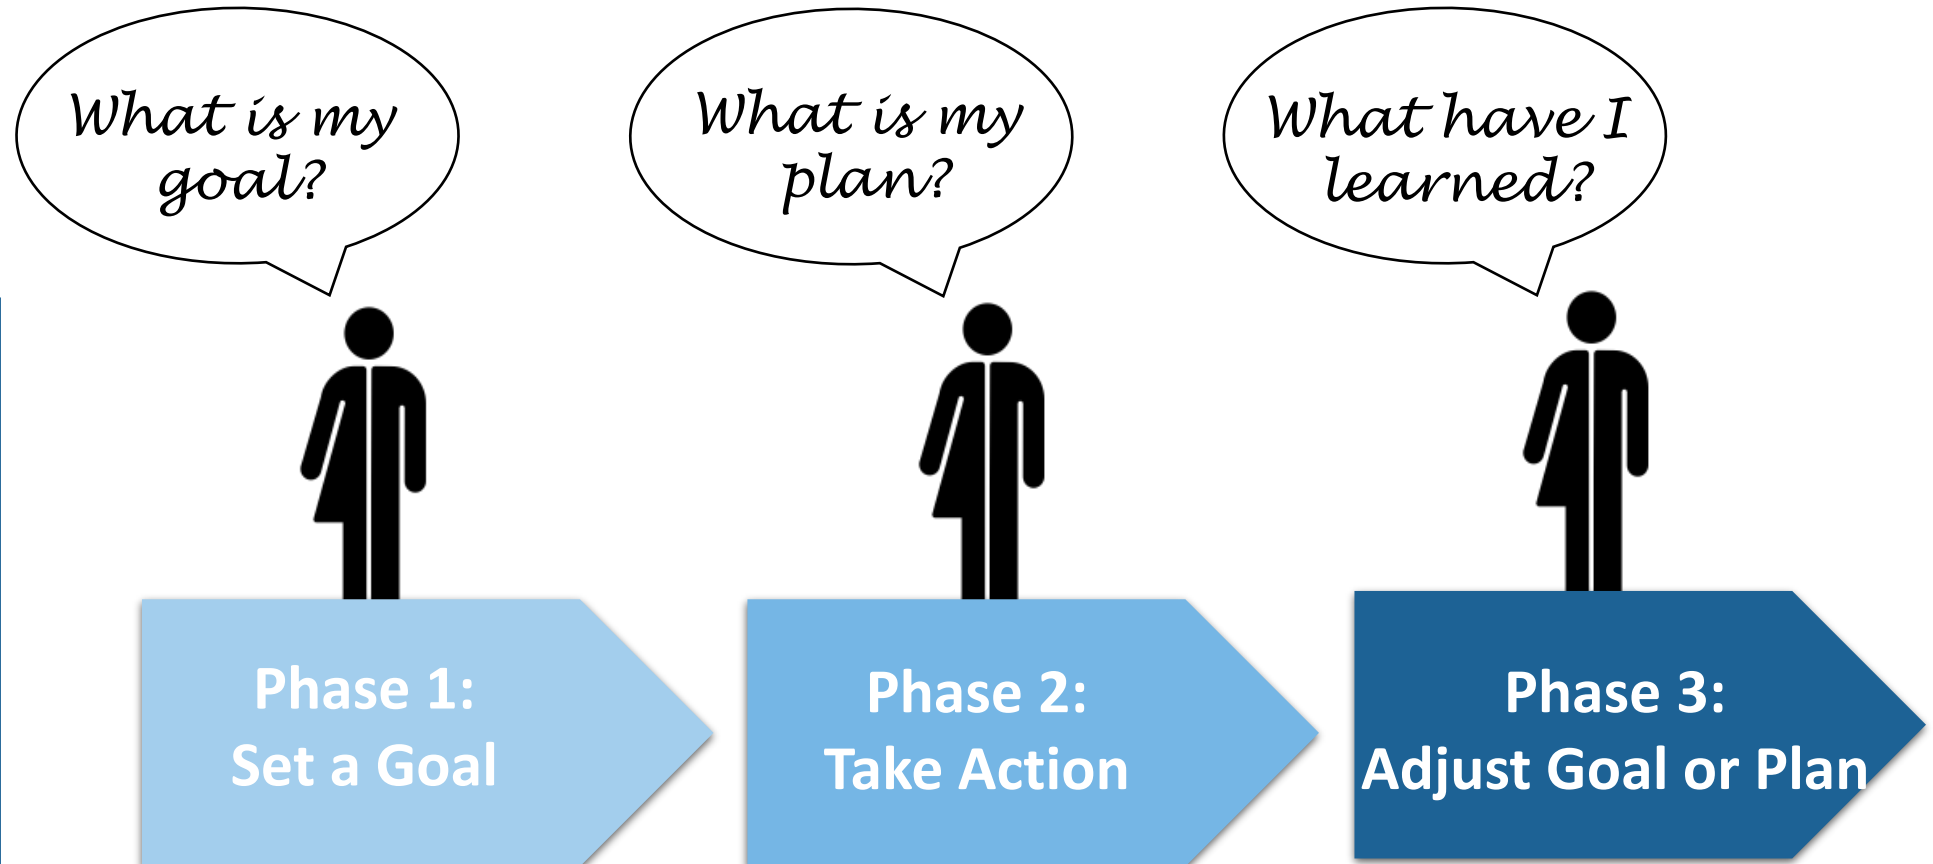 What is my
goal?
What is my
plan?
What have I
learned?
Phase 1:
Set a Goal
Phase 2:
Take Action
Phase 3:
Adjust Goal or Plan